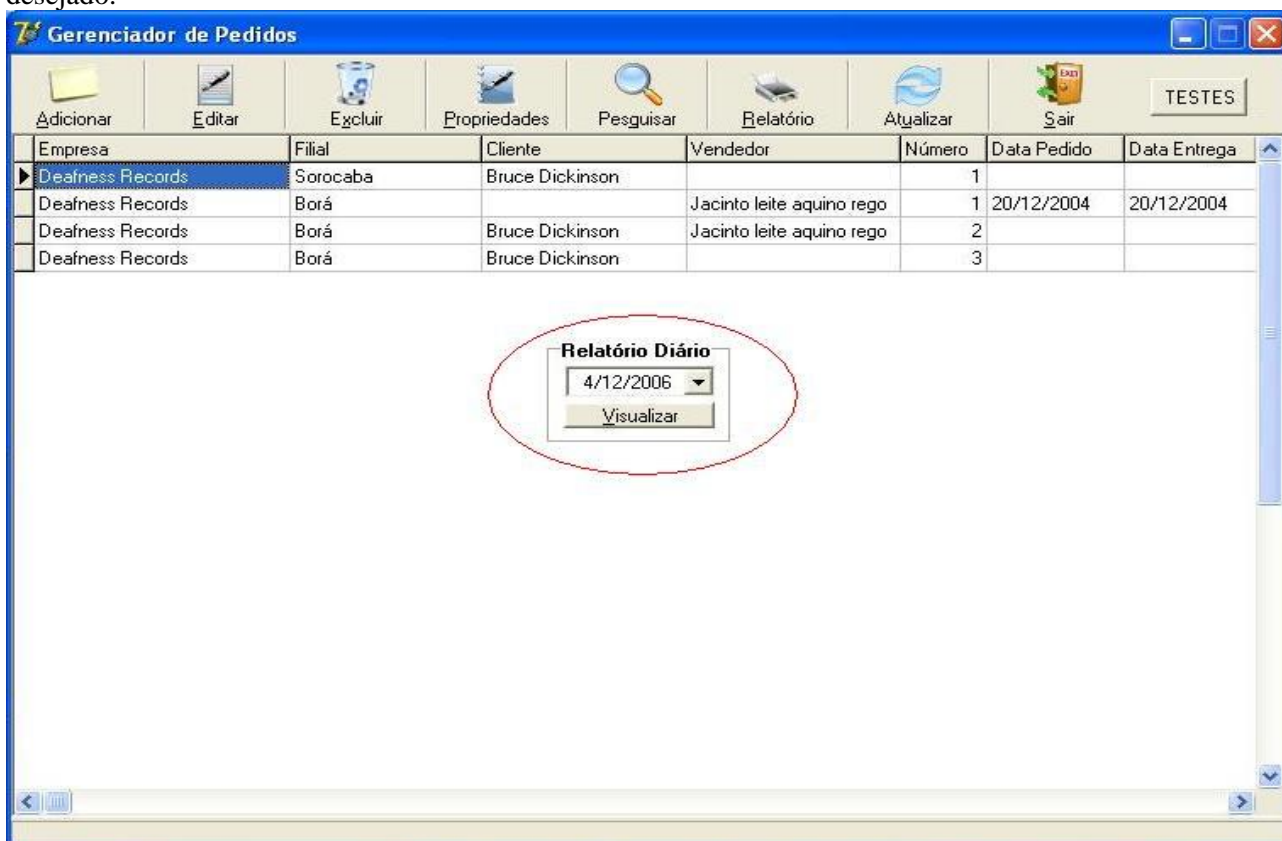 desejado.
Gerenciador de Pedidos
Adicionar Editar Excluir Propriedades Pesquisar Relatório Atualizar Sair TESTES
Empresa Filial Cliente Vendedor Número Data Pedido Data Entrega
Deafness Records Sorocaba Bruce Dickinson 1
Deafness Records Borá Jacinto leite aquino rego 1 20/12/2004 20/12/2004
Deafness Records Borá Bruce Dickinson Jacinto leite aquino rego 2
Deafness Records Borá Bruce Dickinson 3
Relatório Diário
4/12/2006
Visualizar